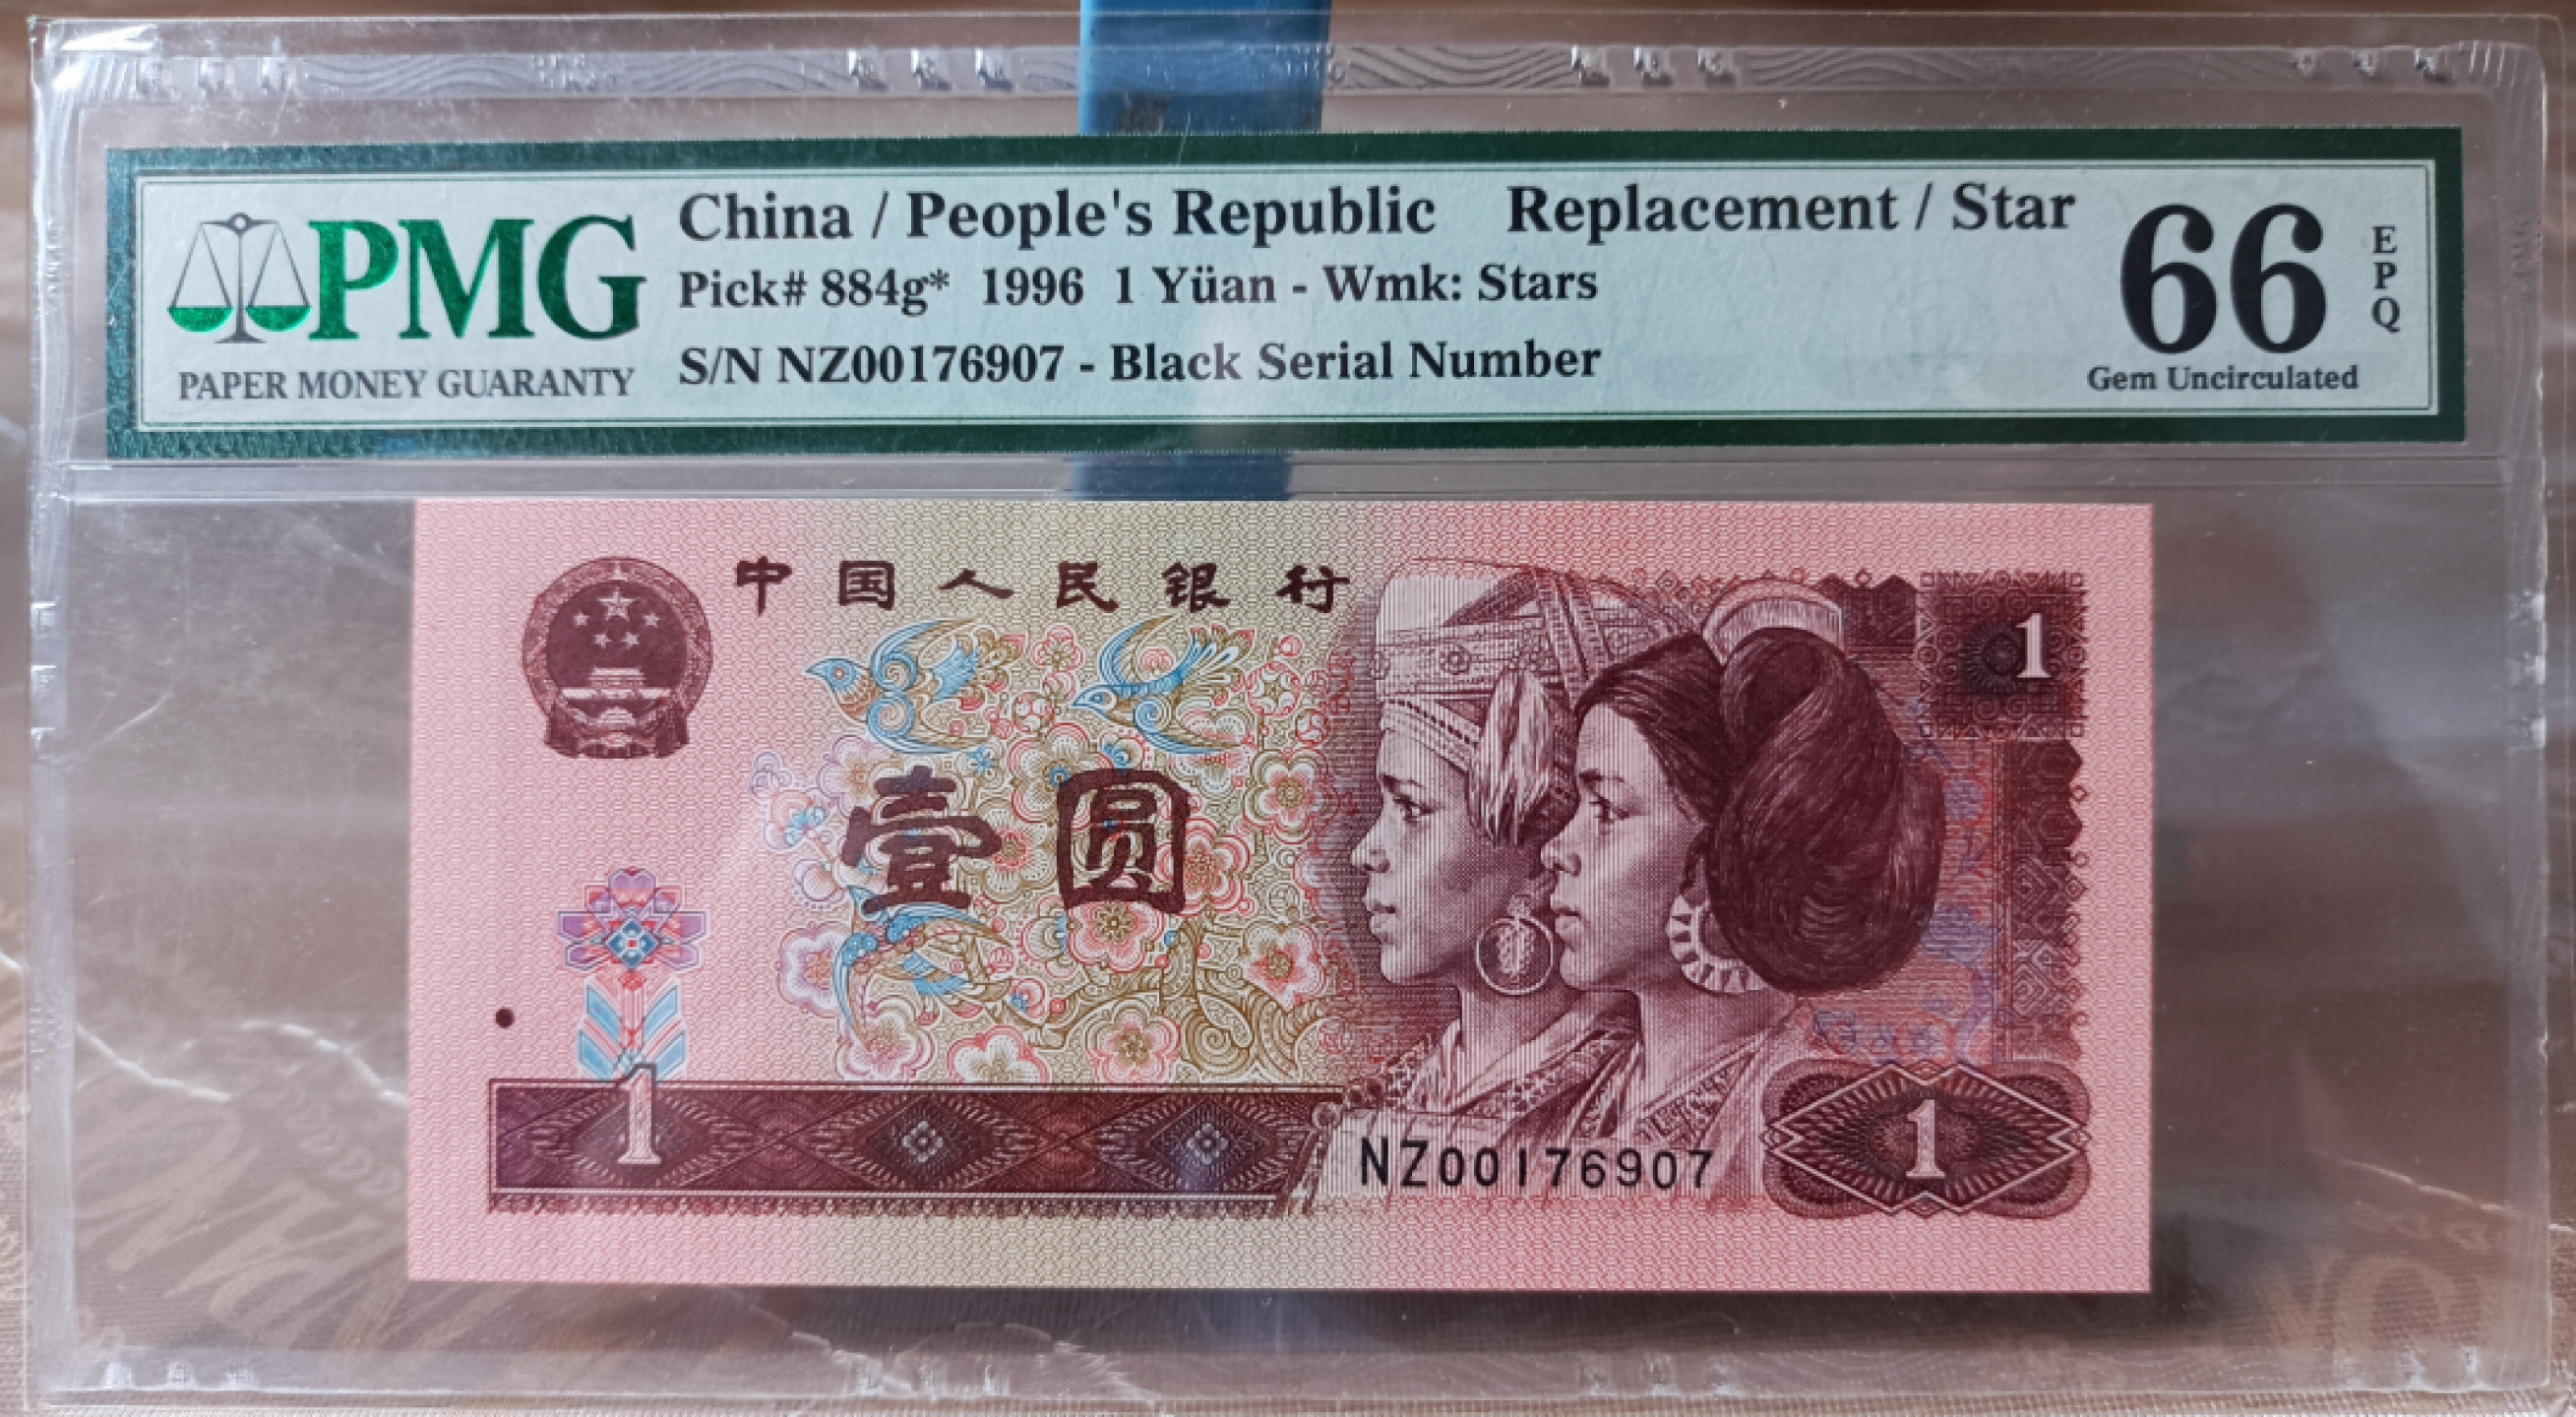 PMG
PAPER MONEY GUARANTY
China / People's Republic Replacement / Star
Pick# 884g* 1996 1 Yüan - Wmk: Stars
S/N NZ00176907 - Black Serial Number
66
EPQ
Gem Uncirculated
中国人民银行
1
壹圆
1
NZ00176907
1